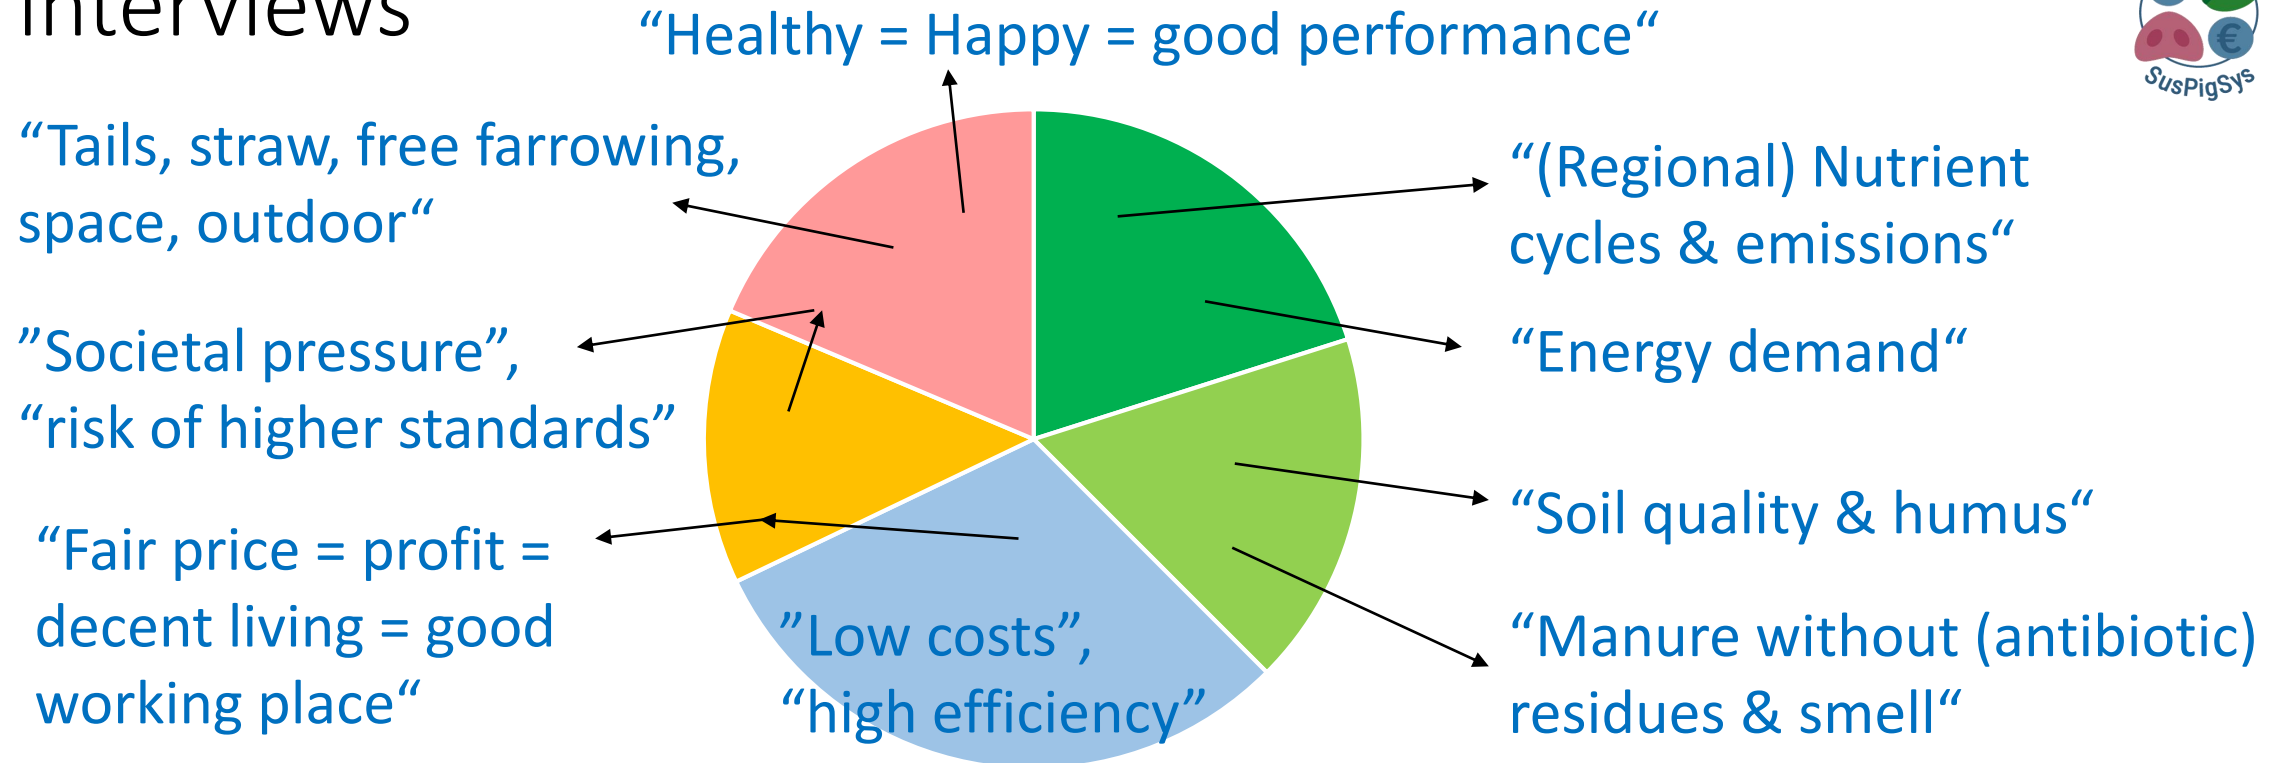 Interviews
“Healthy = Happy = good performance“
“Tails, straw, free farrowing,
space, outdoor“
”Societal pressure”,
“risk of higher standards”
“Fair price = profit =
decent living = good
working place“
”Low costs”,
“high efficiency”
“(Regional) Nutrient
cycles & emissions“
“Energy demand“
“Soil quality & humus“
“Manure without (antibiotic)
residues & smell“
€
SusPigSys